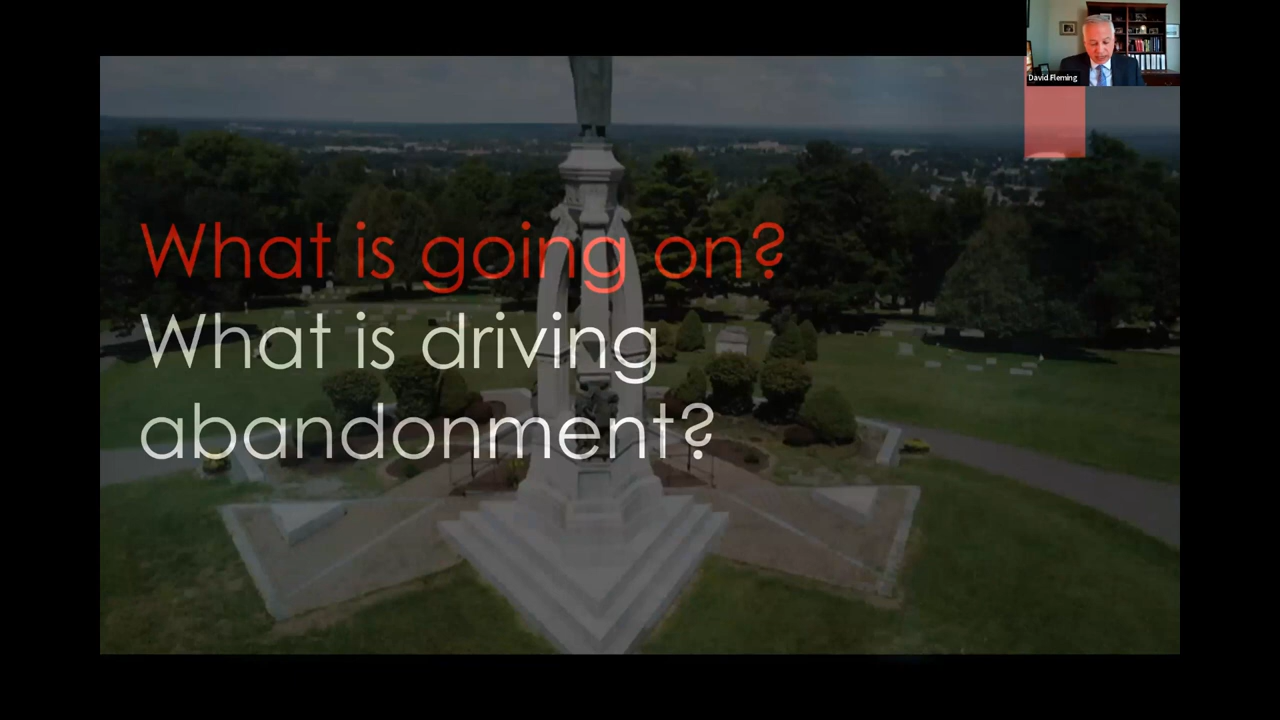 David Fleming
What is going on?
What is driving
abandonment?